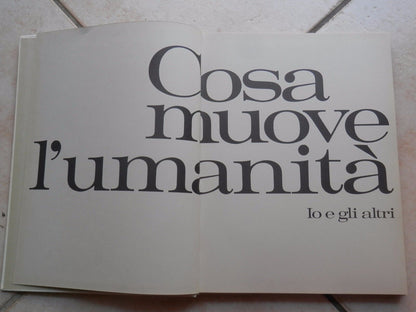 Cosa
muove
l'umanità
Io e gli altri